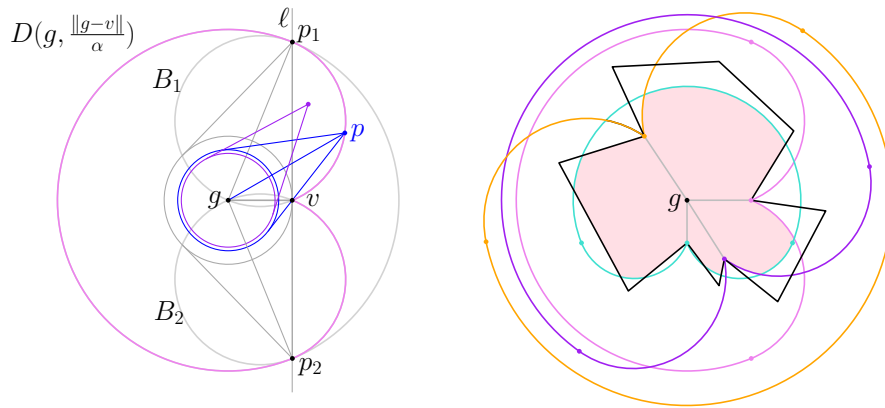 ℓ
p₁
D(g, ‖g−v‖/α)
B₁
p
g
v
g
B₂
p₂